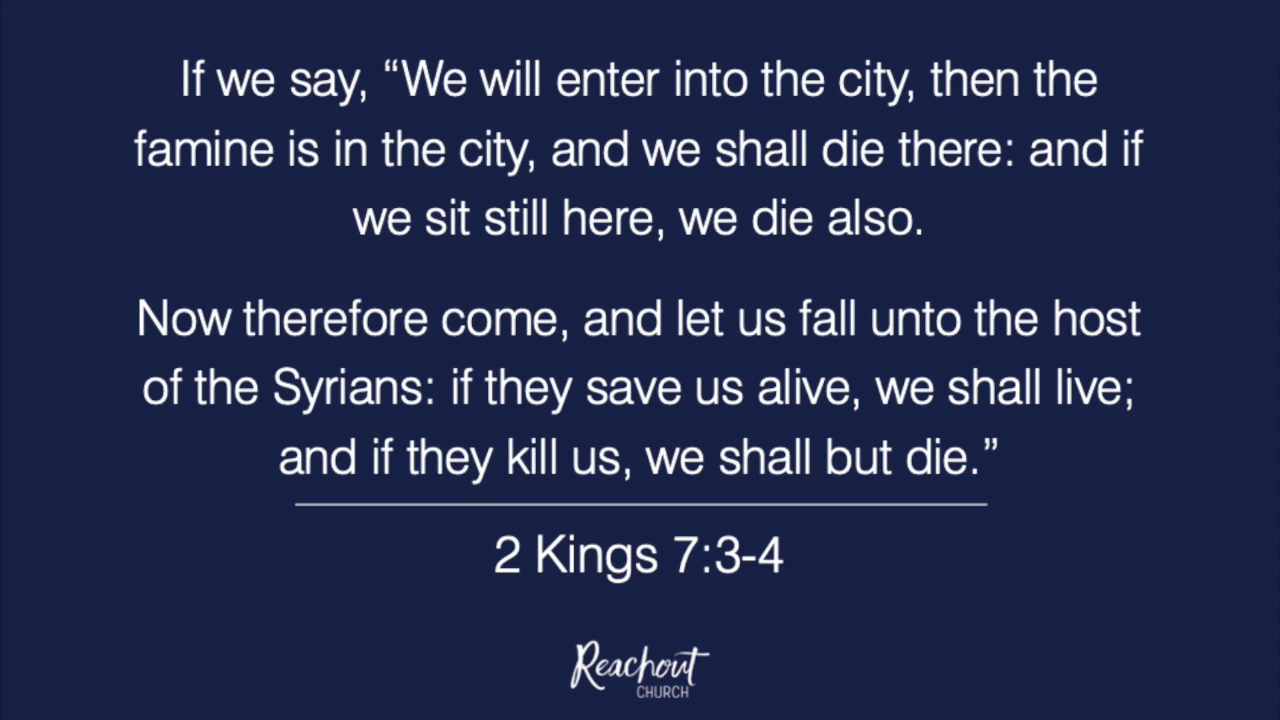 If we say, “We will enter into the city, then the
famine is in the city, and we shall die there: and if
we sit still here, we die also.
Now therefore come, and let us fall unto the host
of the Syrians: if they save us alive, we shall live;
and if they kill us, we shall but die.”
2 Kings 7:3-4
Reachout
CHURCH